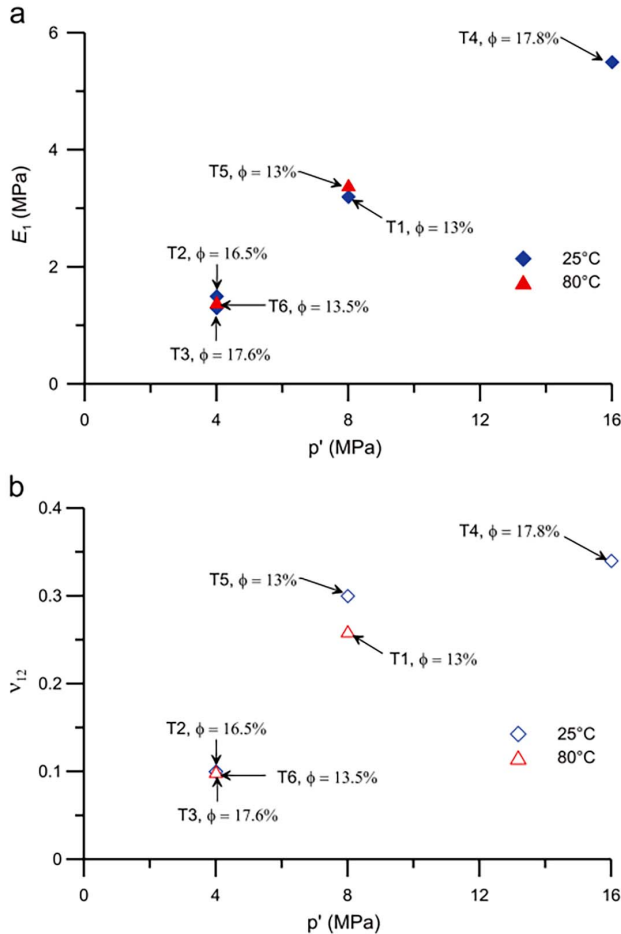 a
6
T4, ϕ = 17.8%
4
T5, ϕ = 13%
E₁ (MPa)
T1, ϕ = 13%
T2, ϕ = 16.5%
25°C
2
80°C
T6, ϕ = 13.5%
T3, ϕ = 17.6%
0
0 4 8 12 16
p' (MPa)
b
0.4
T4, ϕ = 17.8%
T5, ϕ = 13%
0.3
T1, ϕ = 13%
ν₁₂
0.2
T2, ϕ = 16.5%
25°C
80°C
0.1
T6, ϕ = 13.5%
T3, ϕ = 17.6%
0
0 4 8 12 16
p' (MPa)